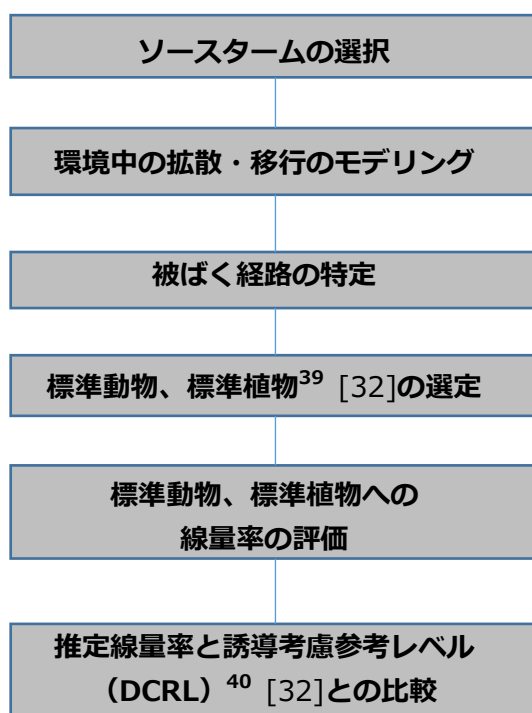 ソースタームの選択
環境中の拡散・移行のモデリング
被ばく経路の特定
標準動物、標準植物39 [32]の選定
標準動物、標準植物への
線量率の評価
推定線量率と誘導考慮参考レベル
（DCRL）40 [32]との比較